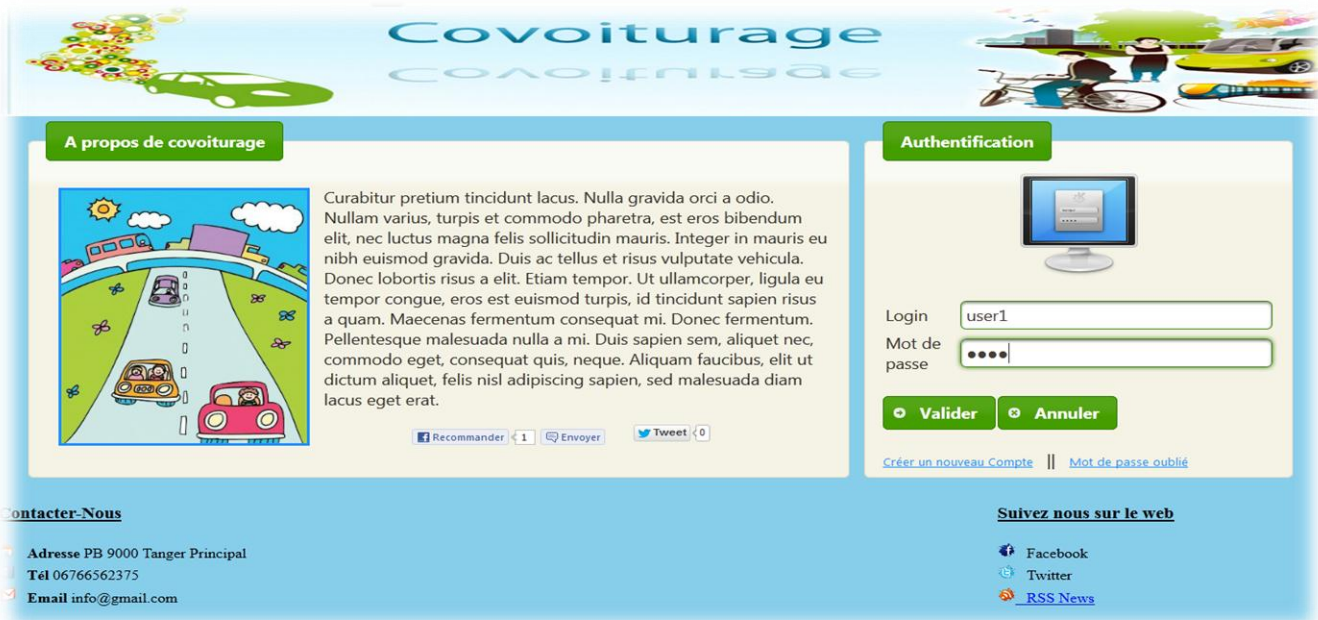 Covoiturage
A propos de covoiturage
Curabitur pretium tincidunt lacus. Nulla gravida orci a odio.
Nullam varius, turpis et commodo pharetra, est eros bibendum
elit, nec luctus magna felis sollicitudin mauris. Integer in mauris eu
nibh euismod gravida. Duis ac tellus et risus vulputate vehicula.
Donec lobortis risus a elit. Etiam tempor. Ut ullamcorper, ligula eu
tempor congue, eros est euismod turpis, id tincidunt sapien risus
a quam. Maecenas fermentum consequat mi. Donec fermentum.
Pellentesque malesuada nulla a mi. Duis sapien sem, aliquet nec,
commodo eget, consequat quis, neque. Aliquam faucibus, elit ut
dictum aliquet, felis nisl adipiscing sapien, sed malesuada diam
lacus eget erat.
Recommander 1 Envoyer Tweet 0
Authentification
Login user1
Mot de
passe ••••
Valider Annuler
Créer un nouveau Compte || Mot de passe oublié
Contacter-Nous
Adresse PB 9000 Tanger Principal
Tél 06766562375
Email info@gmail.com
Suivez nous sur le web
Facebook
Twitter
RSS News